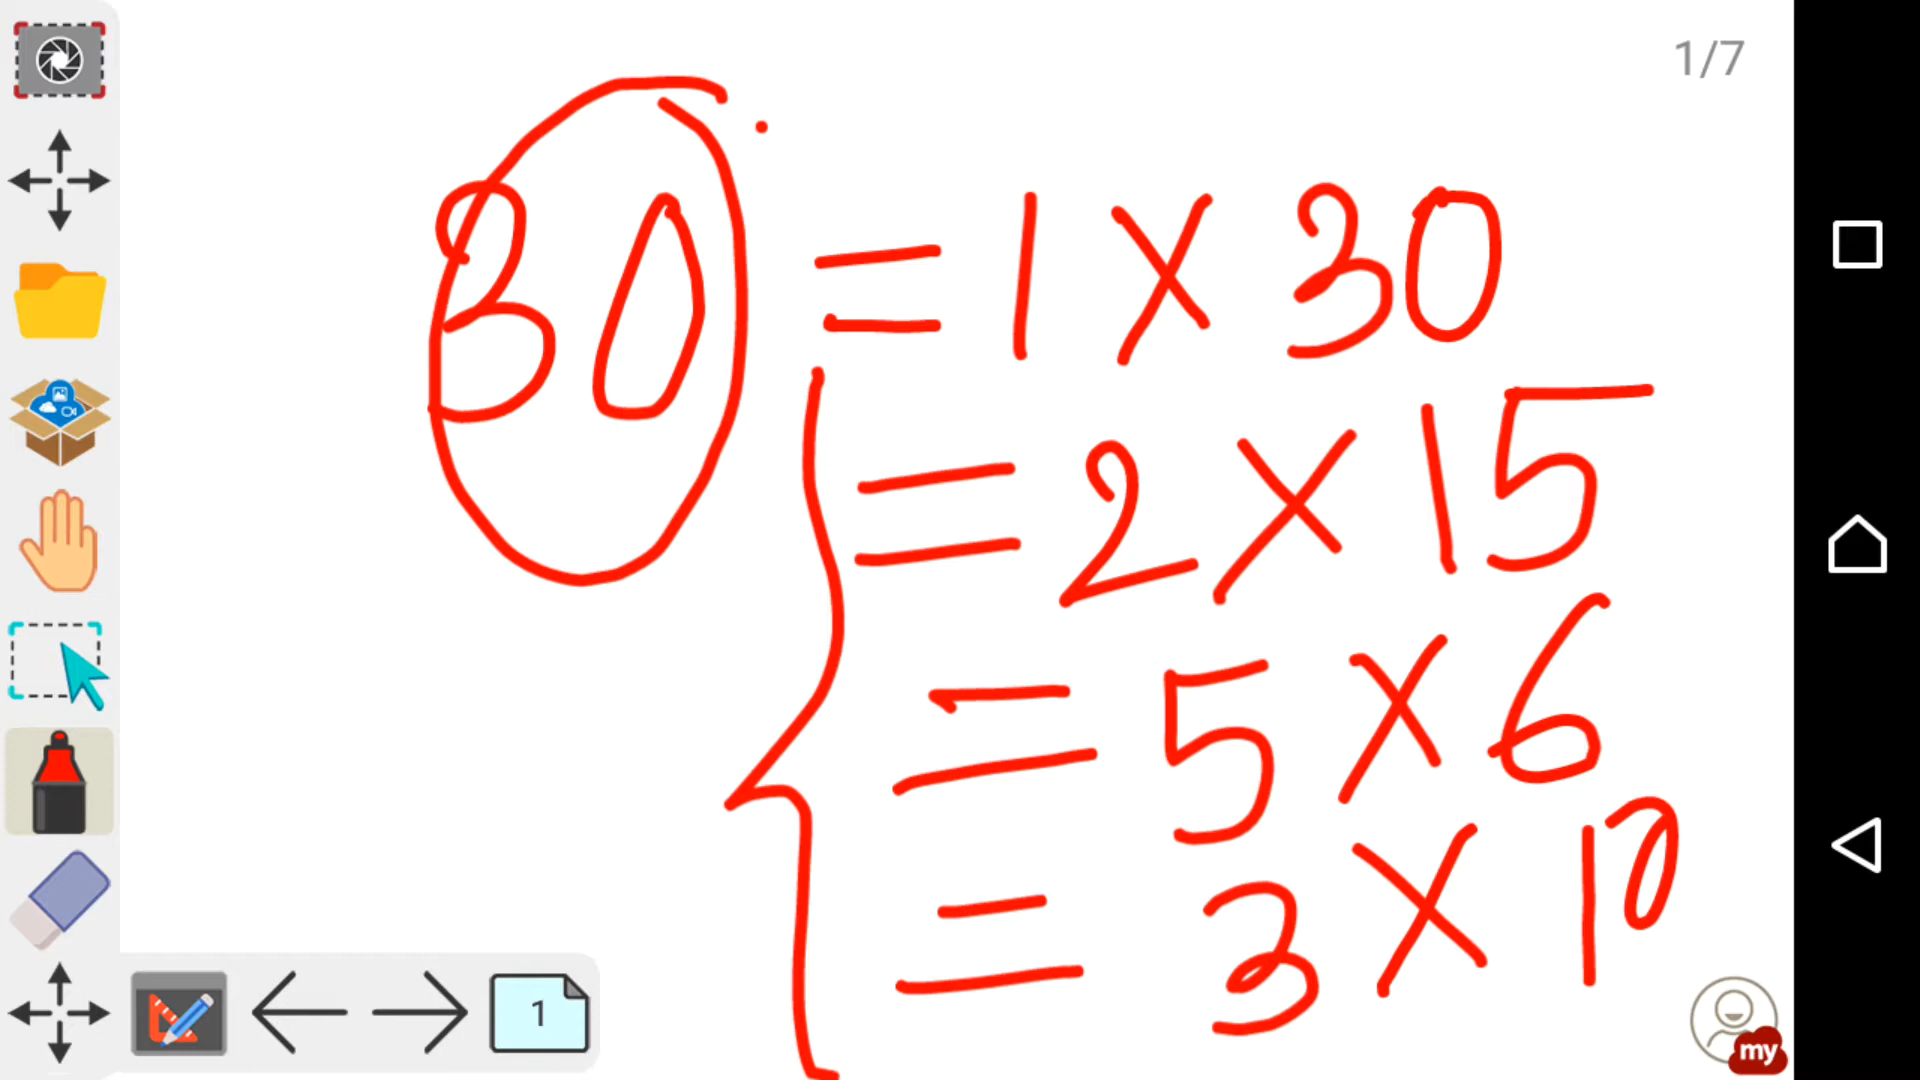 1/7
30 = 1 X 30
= 2 X 15
= 5 X 6
= 3 X 10
1
my